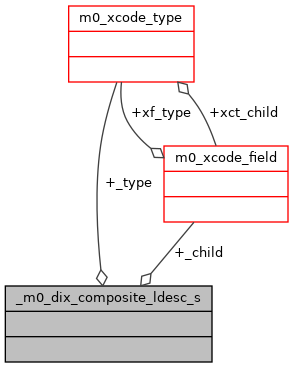 m0_xcode_type
+xf_type
+xct_child
m0_xcode_field
+_type
+_child
_m0_dix_composite_ldesc_s